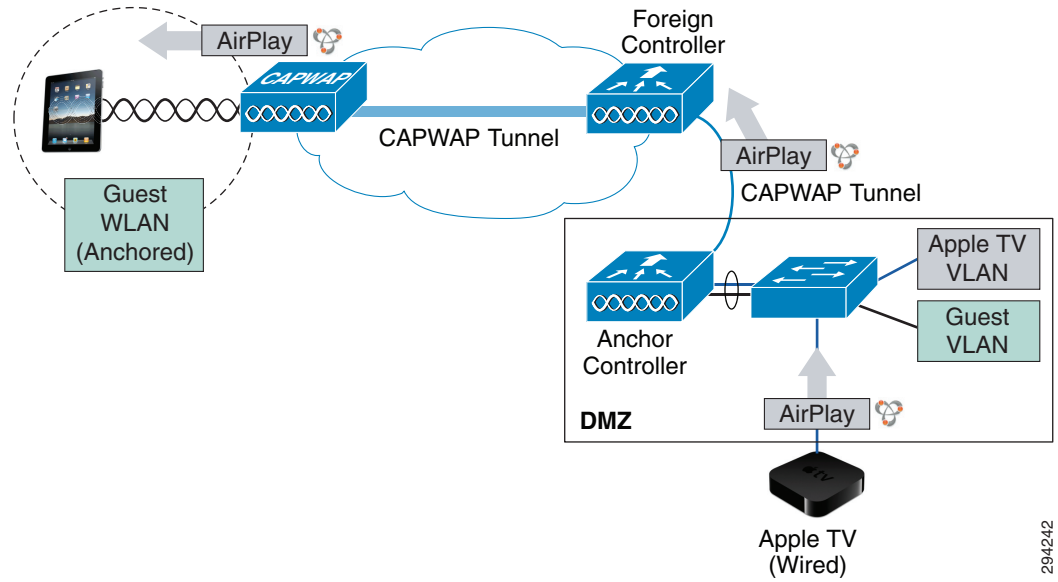 AirPlay
CAPWAP
Foreign
Controller
CAPWAP Tunnel
AirPlay
CAPWAP Tunnel
Guest
WLAN
(Anchored)
Apple TV
VLAN
Guest
VLAN
Anchor
Controller
AirPlay
DMZ
tv
Apple TV
(Wired)
294242